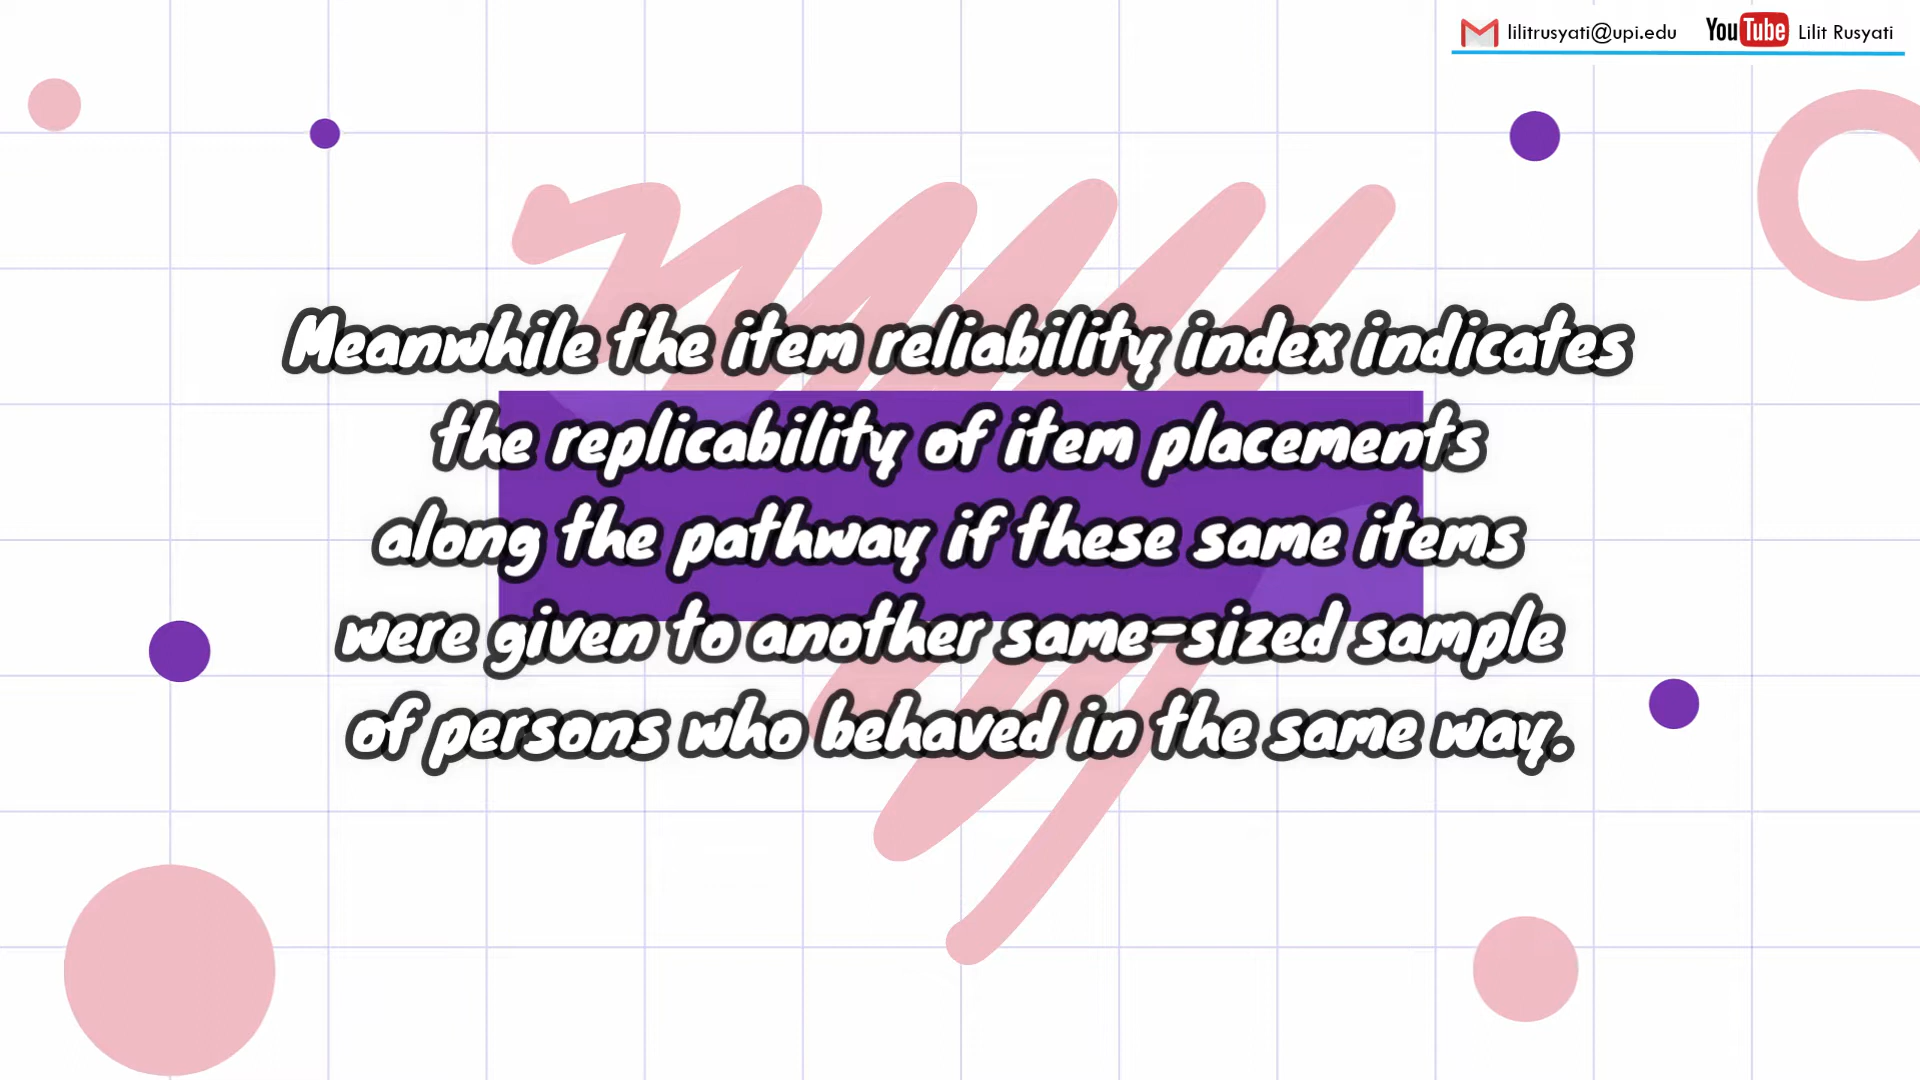 lilitrusyati@upi.edu YouTube Lilit Rusyati
Meanwhile the item reliability index indicates
the replicability of item placements
along the pathway if these same items
were given to another same-sized sample
of persons who behaved in the same way.